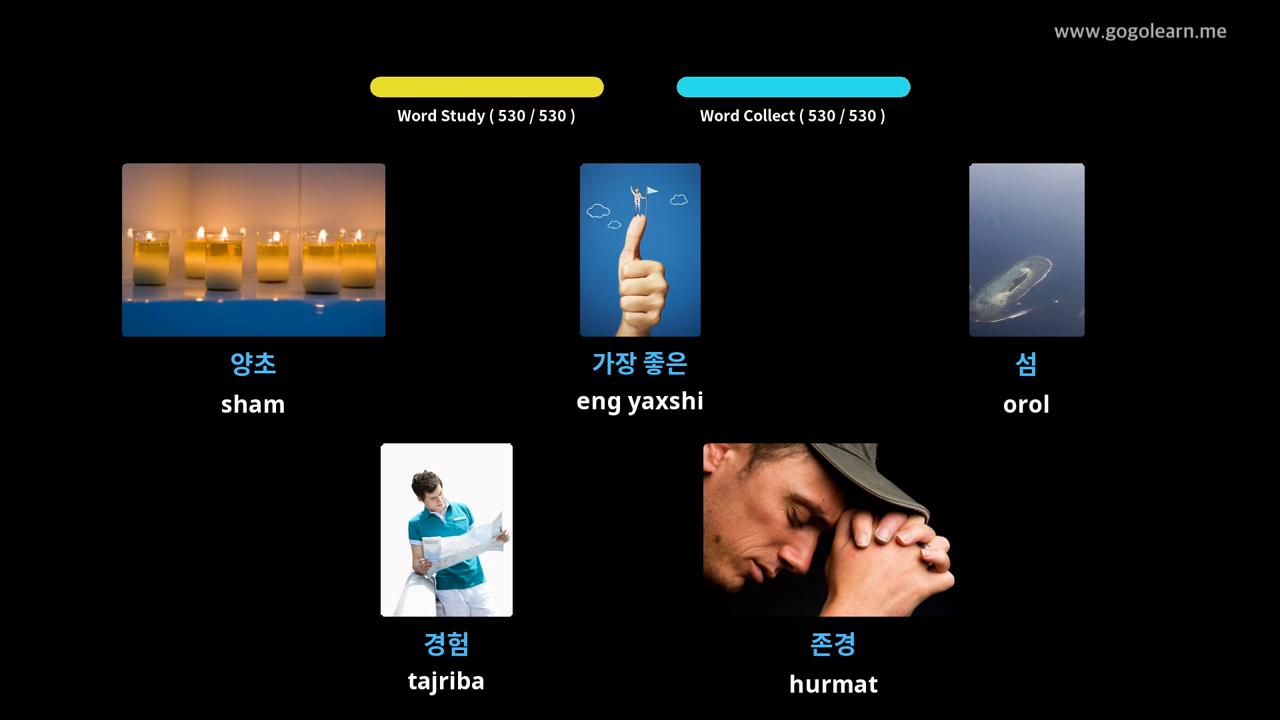 www.gogolearn.me
Word Study ( 530 / 530 )
Word Collect ( 530 / 530 )
양초
sham
가장 좋은
eng yaxshi
섬
orol
경험
tajriba
존경
hurmat